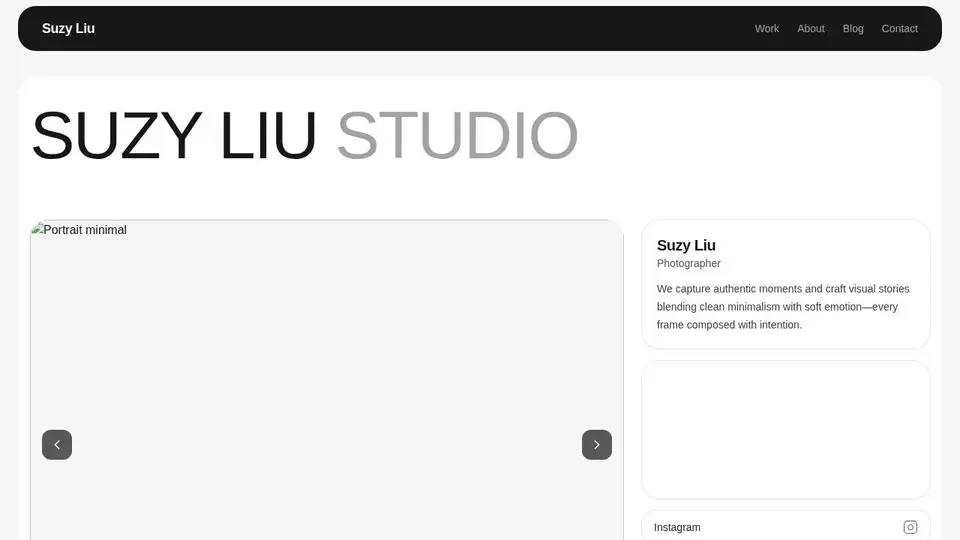 Suzy Liu
Work
About
Blog
Contact
SUZY LIU STUDIO
Portrait minimal
Suzy Liu
Photographer
We capture authentic moments and craft visual stories
blending clean minimalism with soft emotion—every
frame composed with intention.
Instagram